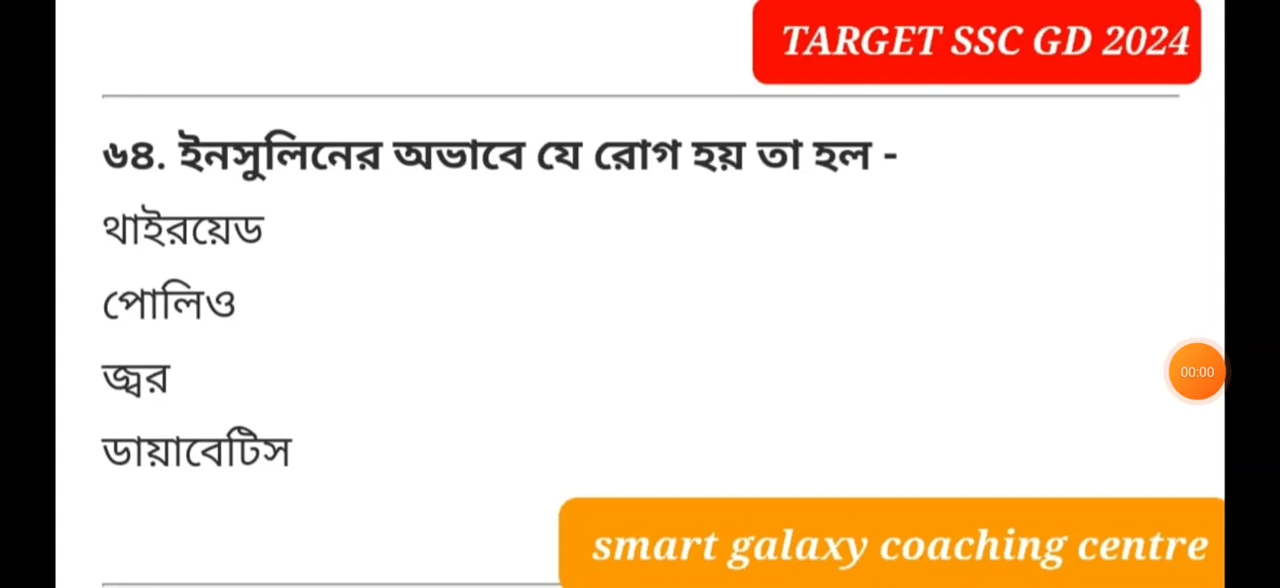 TARGET SSC GD 2024
৬৪. ইনসুলিনের অভাবে যে রোগ হয় তা হল -
থাইরয়েড
পোলিও
জ্বর
ডায়াবেটিস
00:00
smart galaxy coaching centre